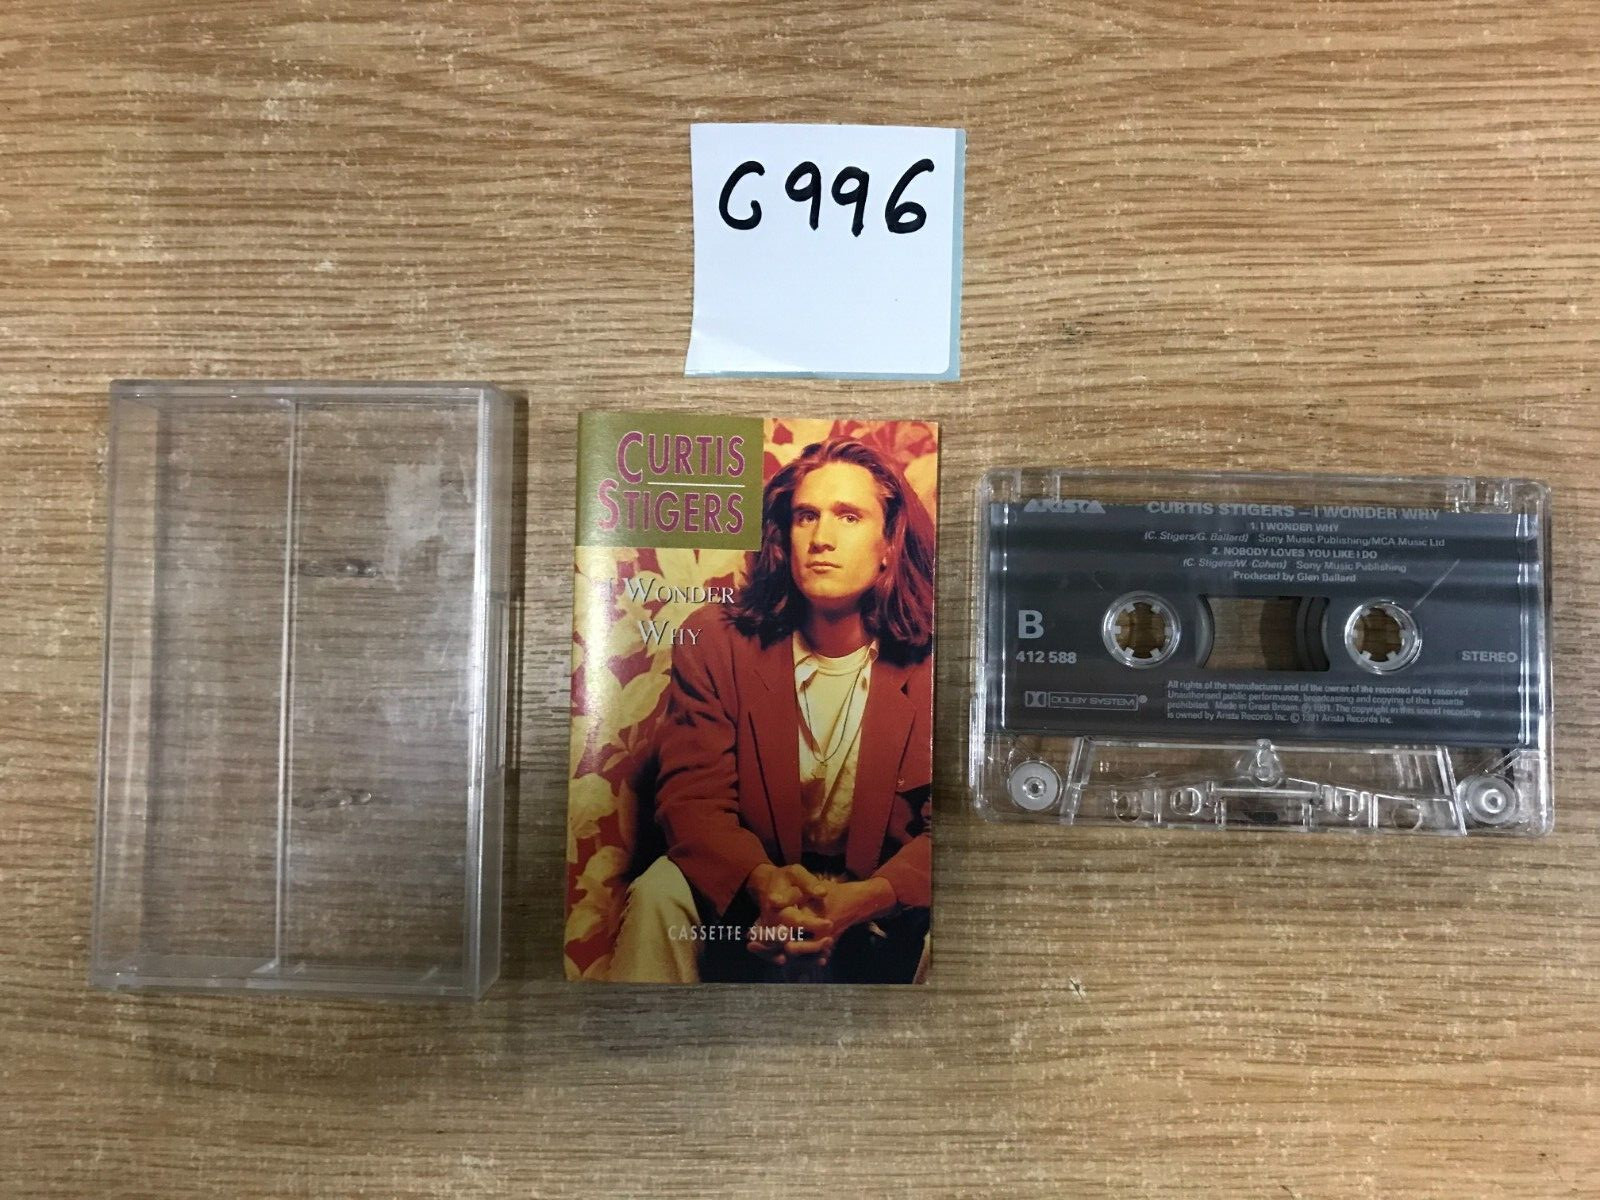 C996
CURTIS
STIGERS
I WONDER
WHY
CASSETTE SINGLE
ARISTA
CURTIS STIGERS – I WONDER WHY
1. I WONDER WHY
(C. Stigers/G. Ballard) Sony Music Publishing/MCA Music Ltd
2. NOBODY LOVES YOU LIKE I DO
(C. Stigers/W. Cohen) Sony Music Publishing
Produced by Glen Ballard
B
412 588
STEREO
DOLBY SYSTEM ®
All rights of the manufacturer and of the owner of the recorded work reserved.
Unauthorised public performance, broadcasting and copying of this cassette
prohibited. Made in Great Britain. ℗ 1991. The copyright in this sound recording
is owned by Arista Records Inc. © 1991 Arista Records Inc.